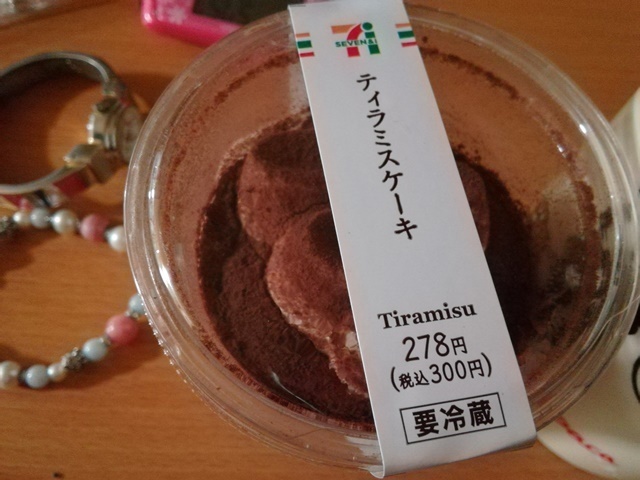 SEVEN&i
ティラミスケーキ
Tiramisu
278円
(税込300円)
要冷蔵